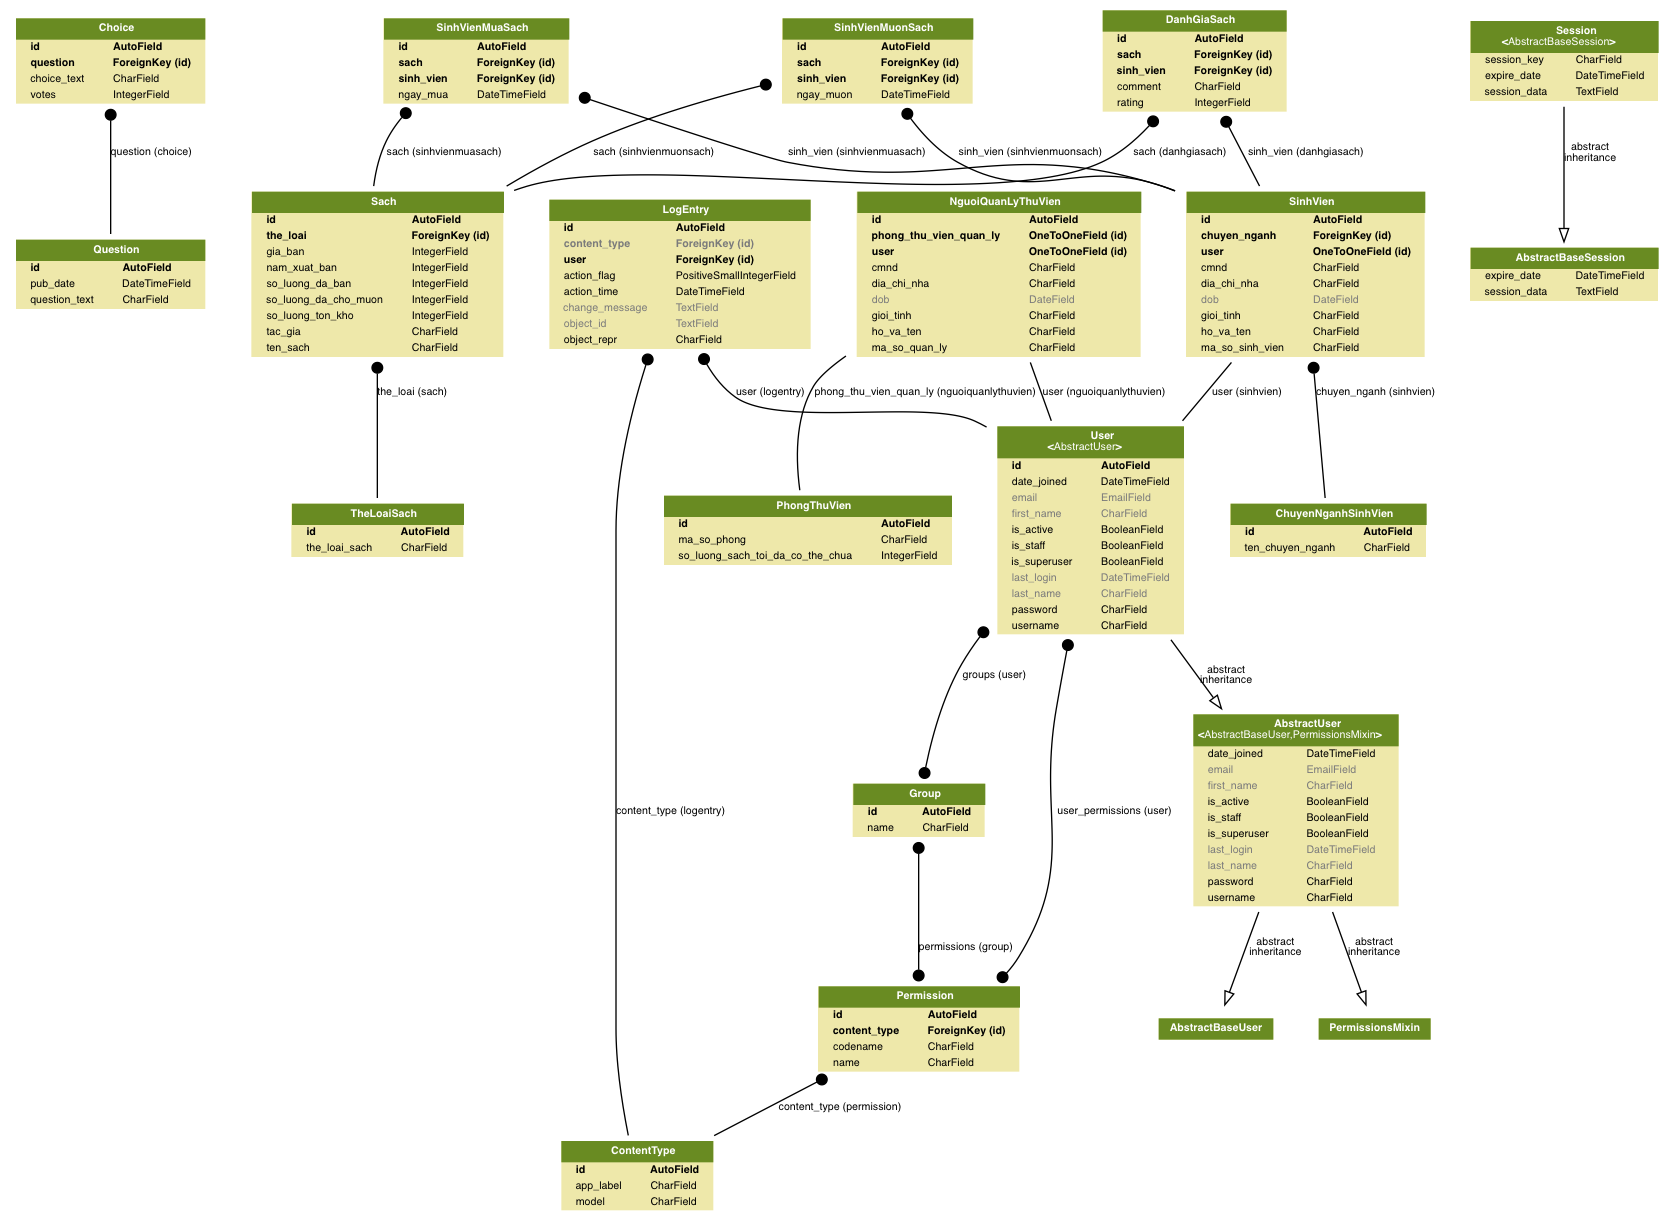 Choice
id AutoField
question ForeignKey (id)
choice_text CharField
votes IntegerField
SinhVienMuaSach
id AutoField
sach ForeignKey (id)
sinh_vien ForeignKey (id)
ngay_mua DateTimeField
SinhVienMuonSach
id AutoField
sach ForeignKey (id)
sinh_vien ForeignKey (id)
ngay_muon DateTimeField
DanhGiaSach
id AutoField
sach ForeignKey (id)
sinh_vien ForeignKey (id)
comment CharField
rating IntegerField
Session
<AbstractBaseSession>
session_key CharField
expire_date DateTimeField
session_data TextField
question (choice)
sach (sinhvienmuasach)
sach (sinhvienmuonsach)
sinh_vien (sinhvienmuasach)
sinh_vien (sinhvienmuonsach)
sach (danhgiasach)
sinh_vien (danhgiasach)
abstract
inheritance
Question
id AutoField
pub_date DateTimeField
question_text CharField
Sach
id AutoField
the_loai ForeignKey (id)
gia_ban IntegerField
nam_xuat_ban IntegerField
so_luong_da_ban IntegerField
so_luong_da_cho_muon IntegerField
so_luong_ton_kho IntegerField
tac_gia CharField
ten_sach CharField
LogEntry
id AutoField
content_type ForeignKey (id)
user ForeignKey (id)
action_flag PositiveSmallIntegerField
action_time DateTimeField
change_message TextField
object_id TextField
object_repr CharField
NguoiQuanLyThuVien
id AutoField
phong_thu_vien_quan_ly OneToOneField (id)
user OneToOneField (id)
cmnd CharField
dia_chi_nha CharField
dob DateField
gioi_tinh CharField
ho_va_ten CharField
ma_so_quan_ly CharField
SinhVien
id AutoField
chuyen_nganh ForeignKey (id)
user OneToOneField (id)
cmnd CharField
dia_chi_nha CharField
dob DateField
gioi_tinh CharField
ho_va_ten CharField
ma_so_sinh_vien CharField
AbstractBaseSession
expire_date DateTimeField
session_data TextField
the_loai (sach)
user (logentry)
phong_thu_vien_quan_ly (nguoiquanlythuvien)
user (nguoiquanlythuvien)
user (sinhvien)
chuyen_nganh (sinhvien)
TheLoaiSach
id AutoField
the_loai_sach CharField
PhongThuVien
id AutoField
ma_so_phong CharField
so_luong_sach_toi_da_co_the_chua IntegerField
User
<AbstractUser>
id AutoField
date_joined DateTimeField
email EmailField
first_name CharField
is_active BooleanField
is_staff BooleanField
is_superuser BooleanField
last_login DateTimeField
last_name CharField
password CharField
username CharField
ChuyenNganhSinhVien
id AutoField
ten_chuyen_nganh CharField
groups (user)
abstract
inheritance
AbstractUser
<AbstractBaseUser,PermissionsMixin>
date_joined DateTimeField
email EmailField
first_name CharField
is_active BooleanField
is_staff BooleanField
is_superuser BooleanField
last_login DateTimeField
last_name CharField
password CharField
username CharField
Group
id AutoField
name CharField
content_type (logentry)
user_permissions (user)
permissions (group)
abstract
inheritance
abstract
inheritance
Permission
id AutoField
content_type ForeignKey (id)
codename CharField
name CharField
AbstractBaseUser
PermissionsMixin
content_type (permission)
ContentType
id AutoField
app_label CharField
model CharField